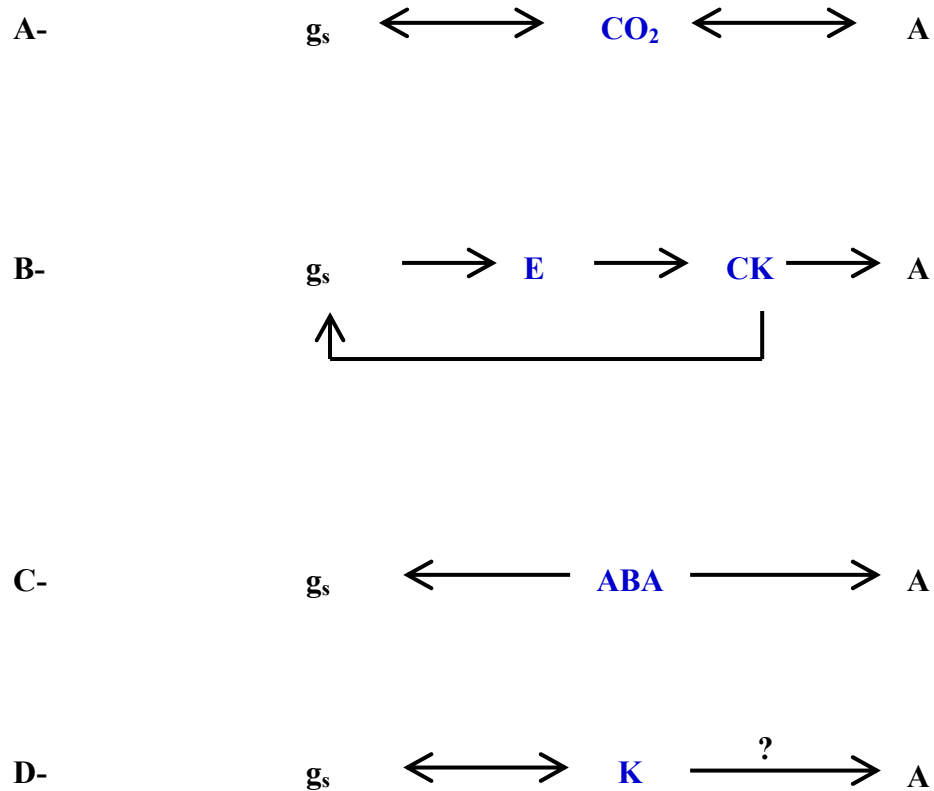 A- gₛ CO₂ A
B- gₛ E CK A
C- gₛ ABA A
?
D- gₛ K A